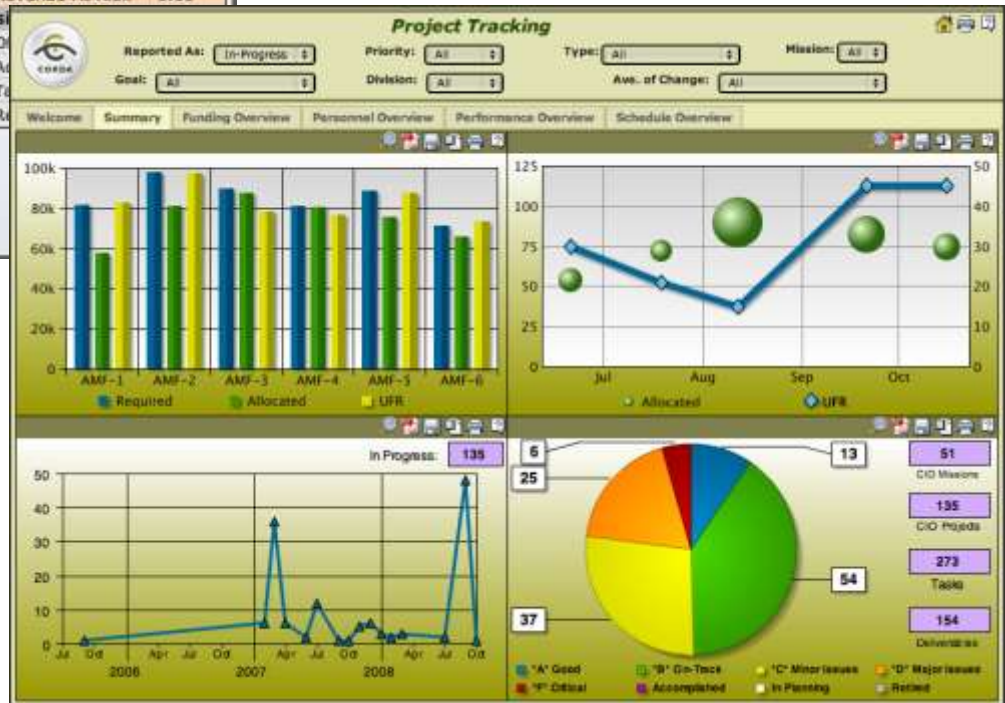 Project Tracking
CORDA
Reported As: In-Progress Priority: All Type: All Mission: All
Goal: All Division: All Ave. of Change: All
Welcome Summary Funding Overview Personnel Overview Performance Overview Schedule Overview
100k
80k
60k
40k
20k
0
AMF-1 AMF-2 AMF-3 AMF-4 AMF-5 AMF-6
Required Allocated UFR
125 50
100 40
75 30
50 20
25 10
0 0
Jul Aug Sep Oct
Allocated UFR
In Progress: 135
50
40
30
20
10
0
Jul Oct Apr Jul Oct Apr Jul Oct Apr Jul Oct
2006 2007 2008
6 13
25
54
37
51
CIO Missions
135
CIO Projects
273
Tasks
154
Deliverables
"A" Good "B" On-Track "C" Minor Issues "D" Major Issues
"F" Critical Accomplished In Planning Retired